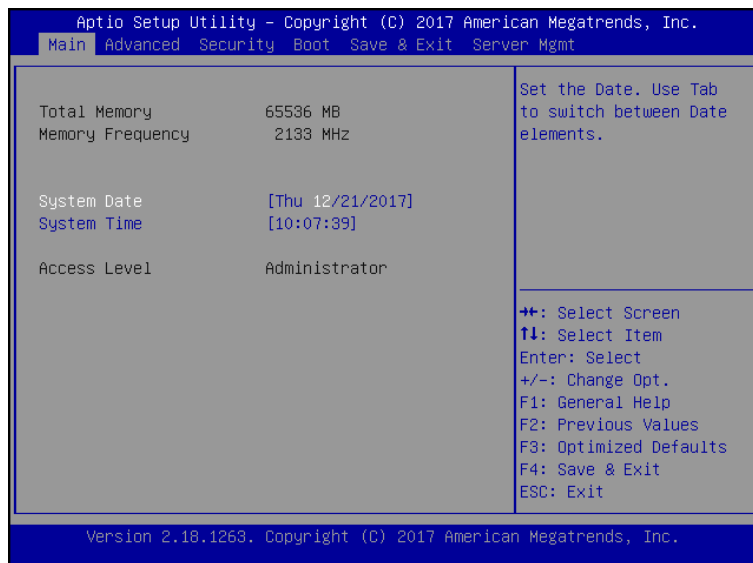 Aptio Setup Utility – Copyright (C) 2017 American Megatrends, Inc.
Main Advanced Security Boot Save & Exit Server Mgmt
Total Memory 65536 MB
Memory Frequency 2133 MHz
System Date [Thu 12/21/2017]
System Time [10:07:39]
Access Level Administrator
Set the Date. Use Tab
to switch between Date
elements.
→←: Select Screen
↑↓: Select Item
Enter: Select
+/-: Change Opt.
F1: General Help
F2: Previous Values
F3: Optimized Defaults
F4: Save & Exit
ESC: Exit
Version 2.18.1263. Copyright (C) 2017 American Megatrends, Inc.